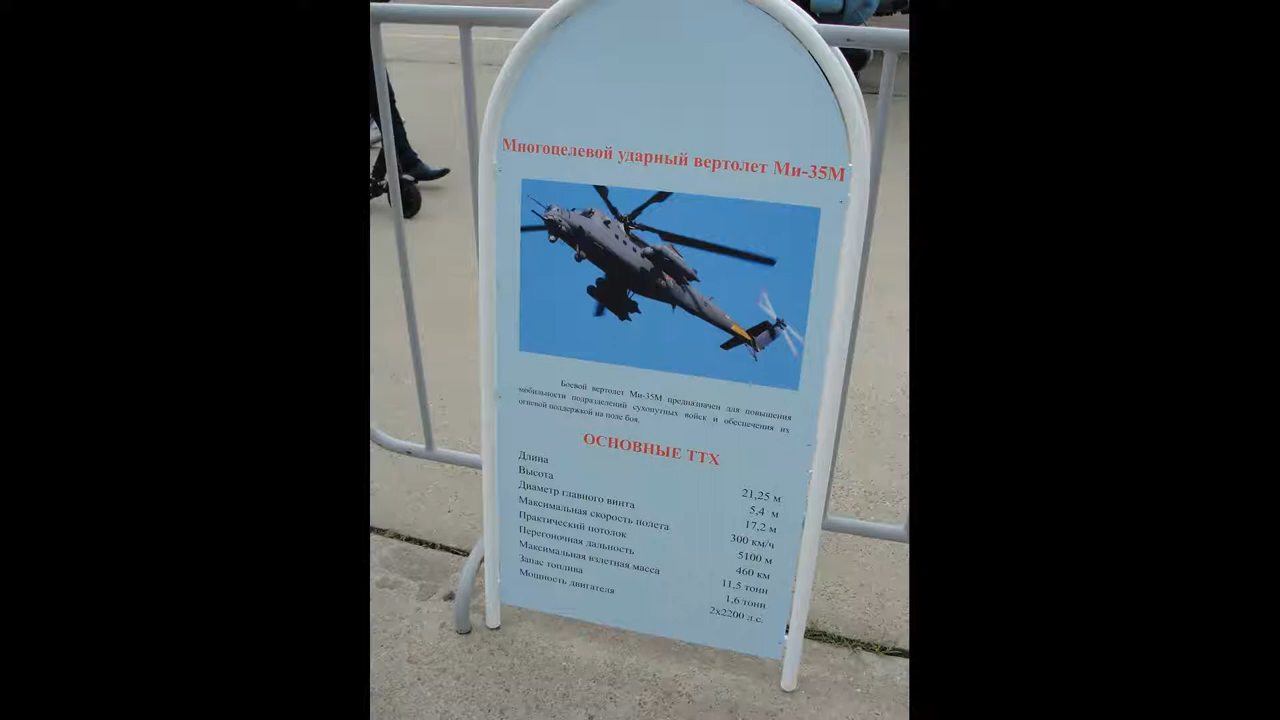 Многоцелевой ударный вертолет Ми-35М
Боевой вертолет Ми-35М предназначен для повышения
мобильности подразделений сухопутных войск и обеспечения их
огневой поддержкой на поле боя.
ОСНОВНЫЕ ТТХ
Длина 21,25 м
Высота 5,4 м
Диаметр главного винта 17,2 м
Максимальная скорость полета 300 км/ч
Практический потолок 5100 м
Перегоночная дальность 460 км
Максимальная взлетная масса 11,5 тонн
Запас топлива 1,6 тонн
Мощность двигателя 2х2200 л.с.